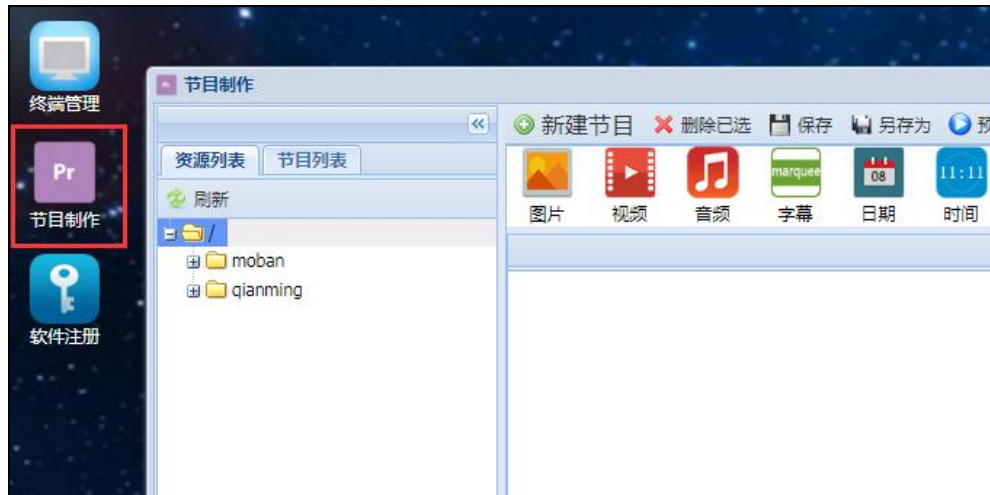 终端管理
Pr
节目制作
软件注册
节目制作
资源列表 节目列表
刷新
/
moban
qianming
新建节目 删除已选 保存 另存为 预
marquee 08 11:11
图片 视频 音频 字幕 日期 时间